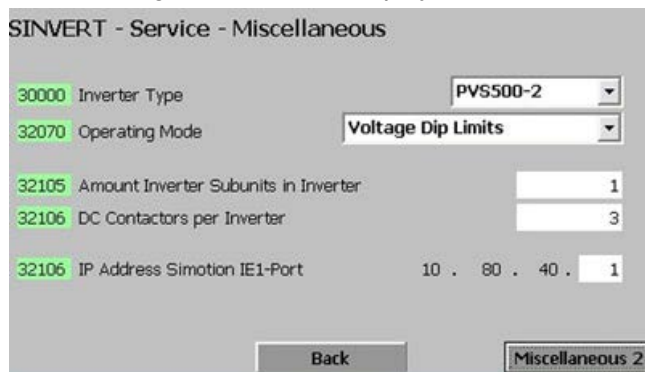 SINVERT - Service - Miscellaneous
30000 Inverter Type PVS500-2
32070 Operating Mode Voltage Dip Limits
32105 Amount Inverter Subunits in Inverter 1
32106 DC Contactors per Inverter 3
32106 IP Address Simotion IE1-Port 10 . 80 . 40 . 1
Back Miscellaneous 2